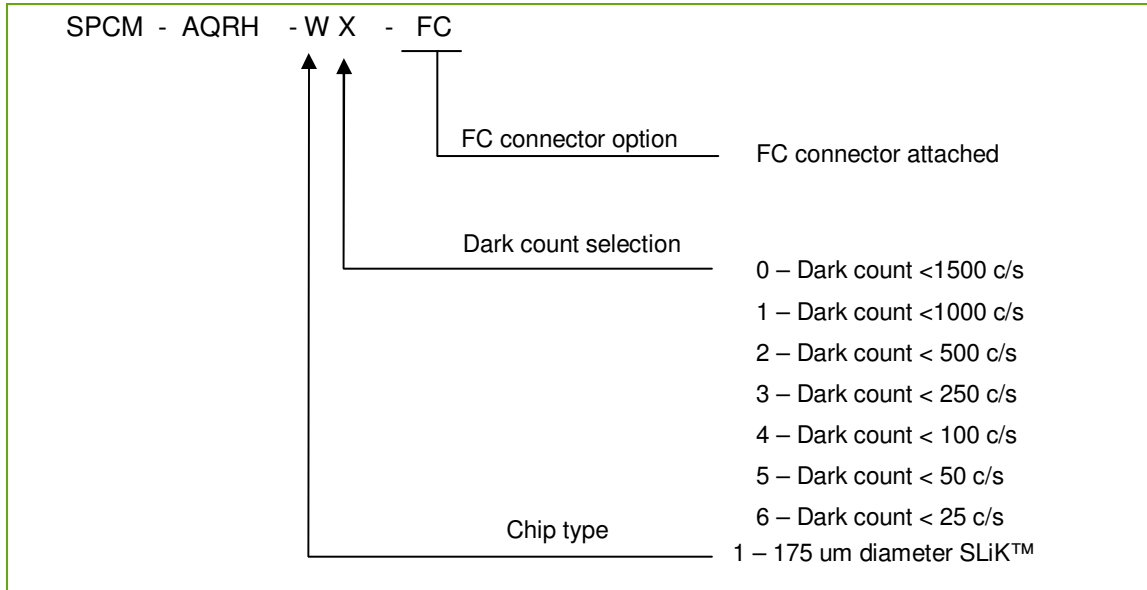 SPCM - AQRH - W X - FC
FC connector option
FC connector attached
Dark count selection
0 – Dark count <1500 c/s
1 – Dark count <1000 c/s
2 – Dark count < 500 c/s
3 – Dark count < 250 c/s
4 – Dark count < 100 c/s
5 – Dark count < 50 c/s
6 – Dark count < 25 c/s
Chip type
1 – 175 um diameter SLiK™